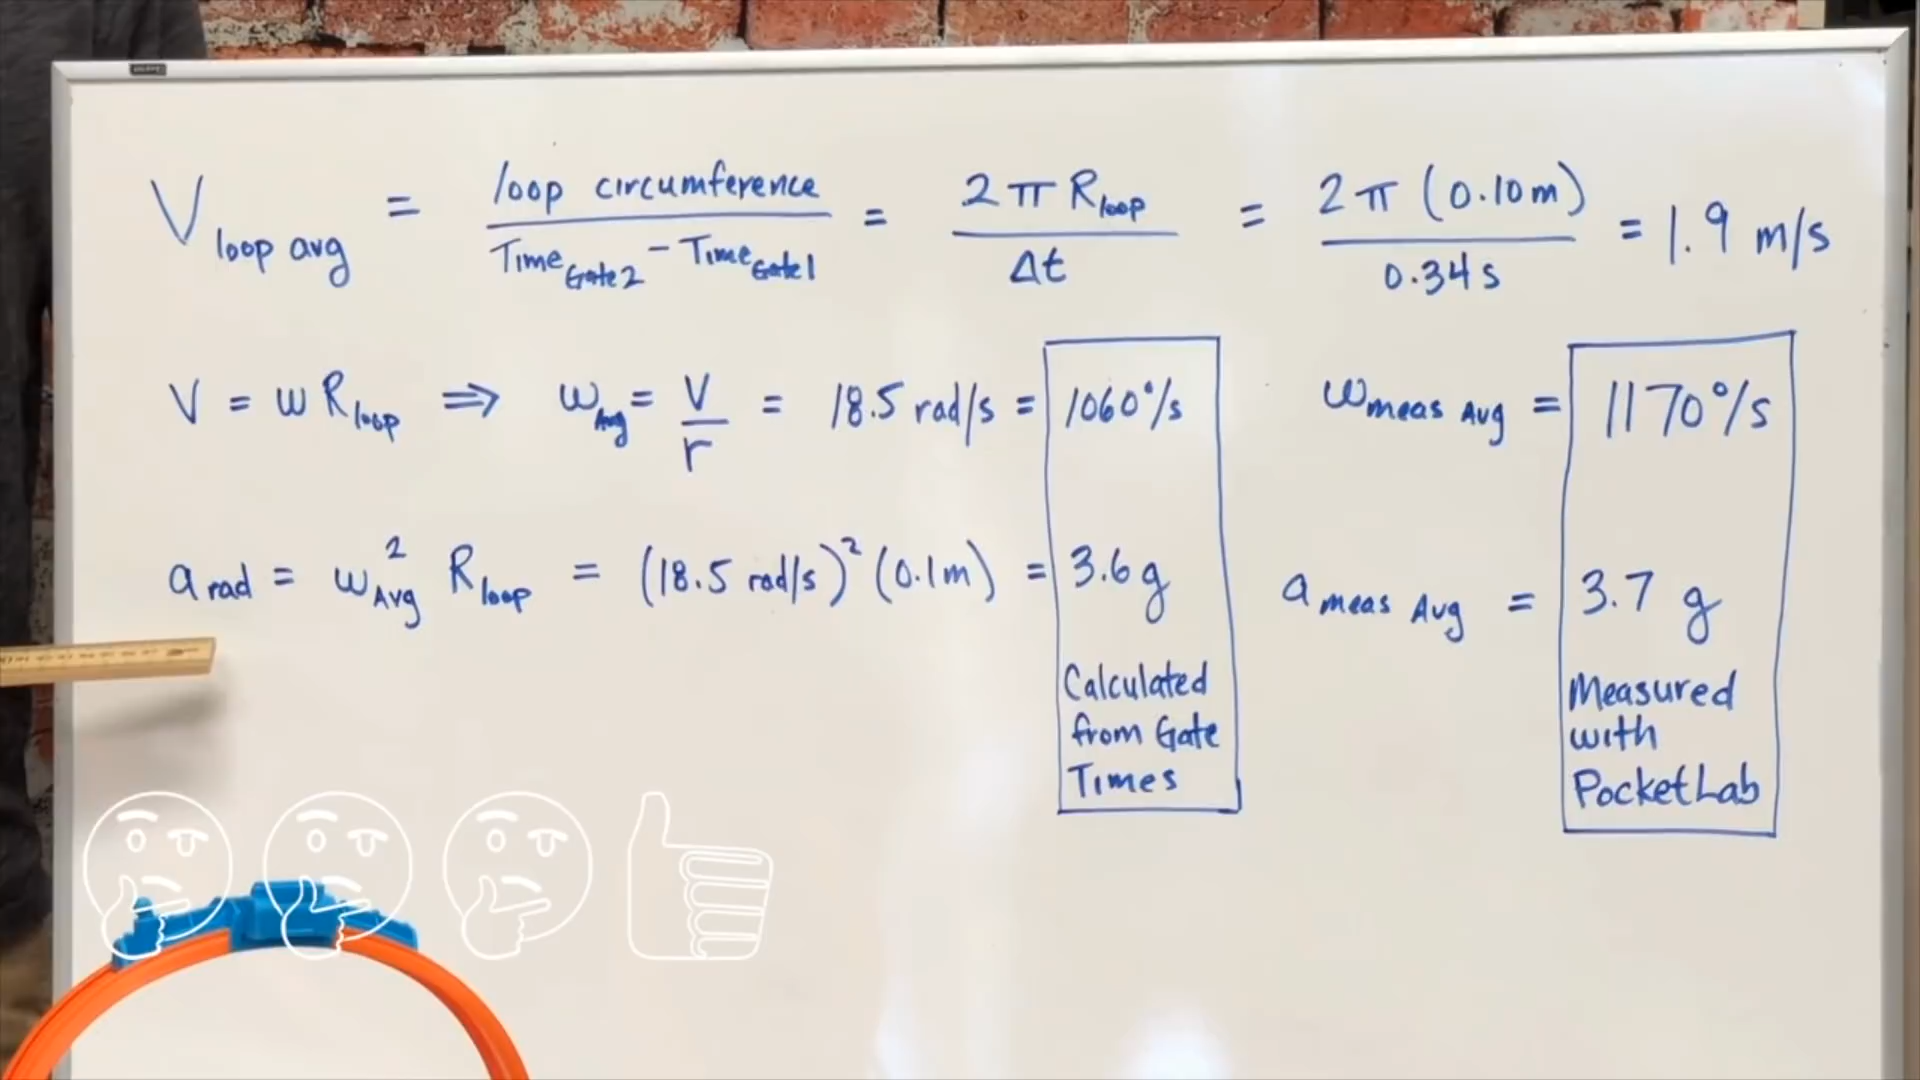 V loop avg = loop circumference / Time Gate2 - Time Gate1 = 2π R loop / Δt = 2π (0.10m) / 0.34 s = 1.9 m/s
V = ω R loop ⇒ ω Avg = V / r = 18.5 rad/s = 1060°/s
ω meas Avg = 1170°/s
a rad = ω Avg ² R loop = (18.5 rad/s)² (0.1m) = 3.6 g
a meas Avg = 3.7 g
Calculated
from Gate
Times
Measured
with
PocketLab